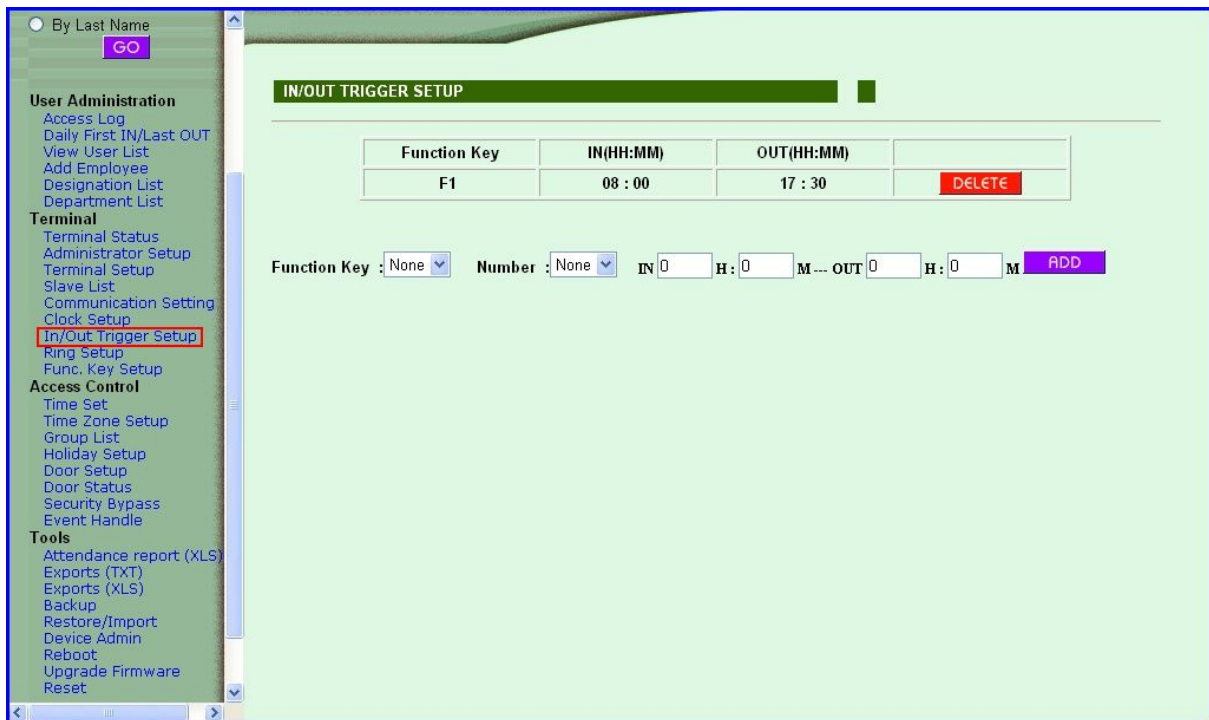 By Last Name
GO
User Administration
Access Log
Daily First IN/Last OUT
View User List
Add Employee
Designation List
Department List
Terminal
Terminal Status
Administrator Setup
Terminal Setup
Slave List
Communication Setting
Clock Setup
In/Out Trigger Setup
Ring Setup
Func. Key Setup
Access Control
Time Set
Time Zone Setup
Group List
Holiday Setup
Door Setup
Door Status
Security Bypass
Event Handle
Tools
Attendance report (XLS)
Exports (TXT)
Exports (XLS)
Backup
Restore/Import
Device Admin
Reboot
Upgrade Firmware
Reset
IN/OUT TRIGGER SETUP
Function Key IN(HH:MM) OUT(HH:MM)
F1 08 : 00 17 : 30 DELETE
Function Key : None Number : None IN 0 H : 0 M --- OUT 0 H : 0 M. ADD